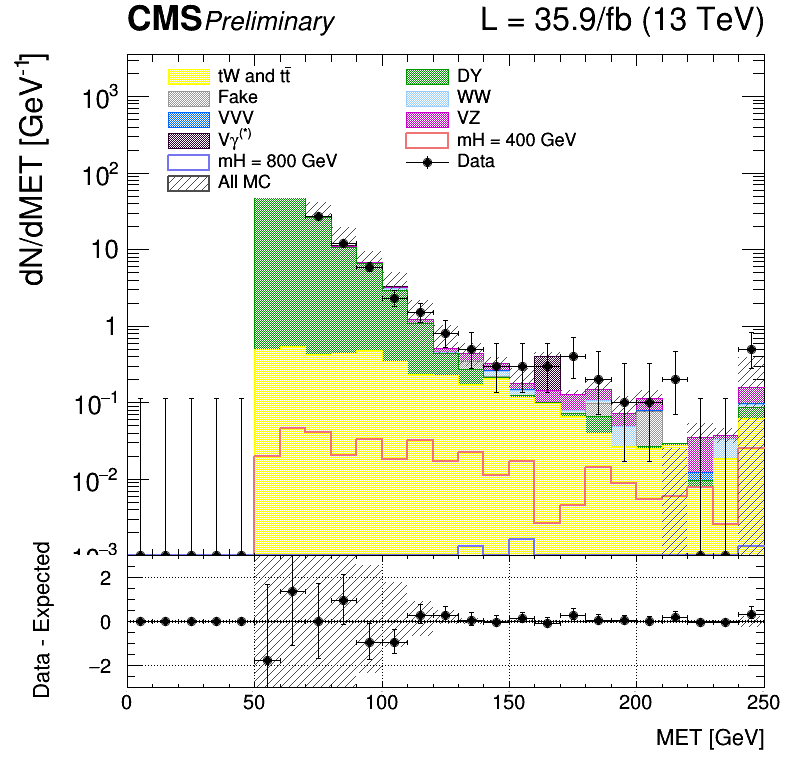 CMS Preliminary L = 35.9/fb (13 TeV)
dN/dMET [GeV⁻¹]
tW and tt̄ DY
Fake WW
VVV VZ
Vγ⁽*⁾ mH = 400 GeV
mH = 800 GeV Data
All MC
10³
10²
10
1
10⁻¹
10⁻²
10⁻³
Data - Expected
2
0
−2
0 50 100 150 200 250
MET [GeV]